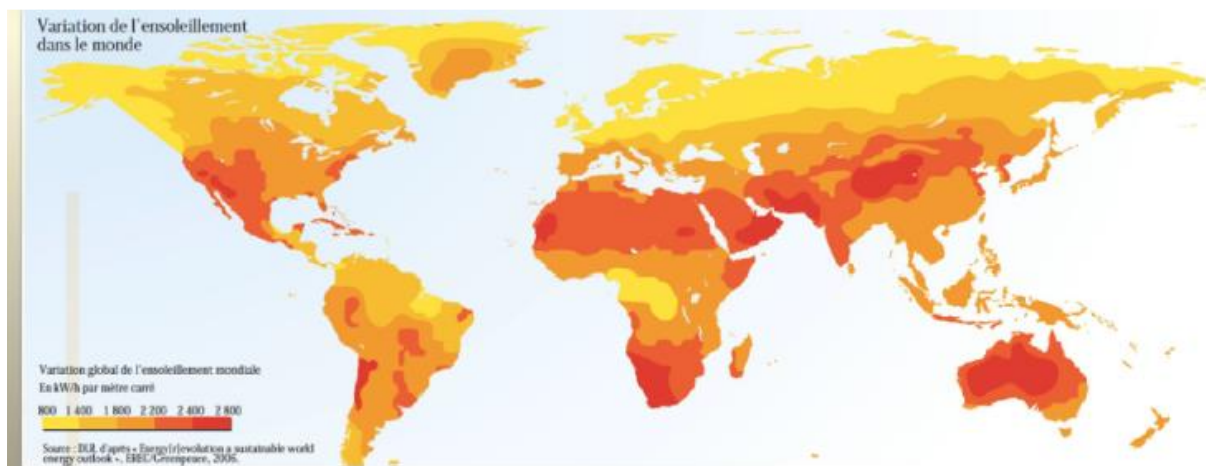 Variation de l'ensoleillement
dans le monde
Variation global de l'ensoleillement mondiale
En kW/h par mètre carré
800 1 400 1 800 2 200 2 400 2 800
Source : DLR, d'après « Energy[r]evolution a sustainable world
energy outlook », EREC/Greenpeace, 2006.